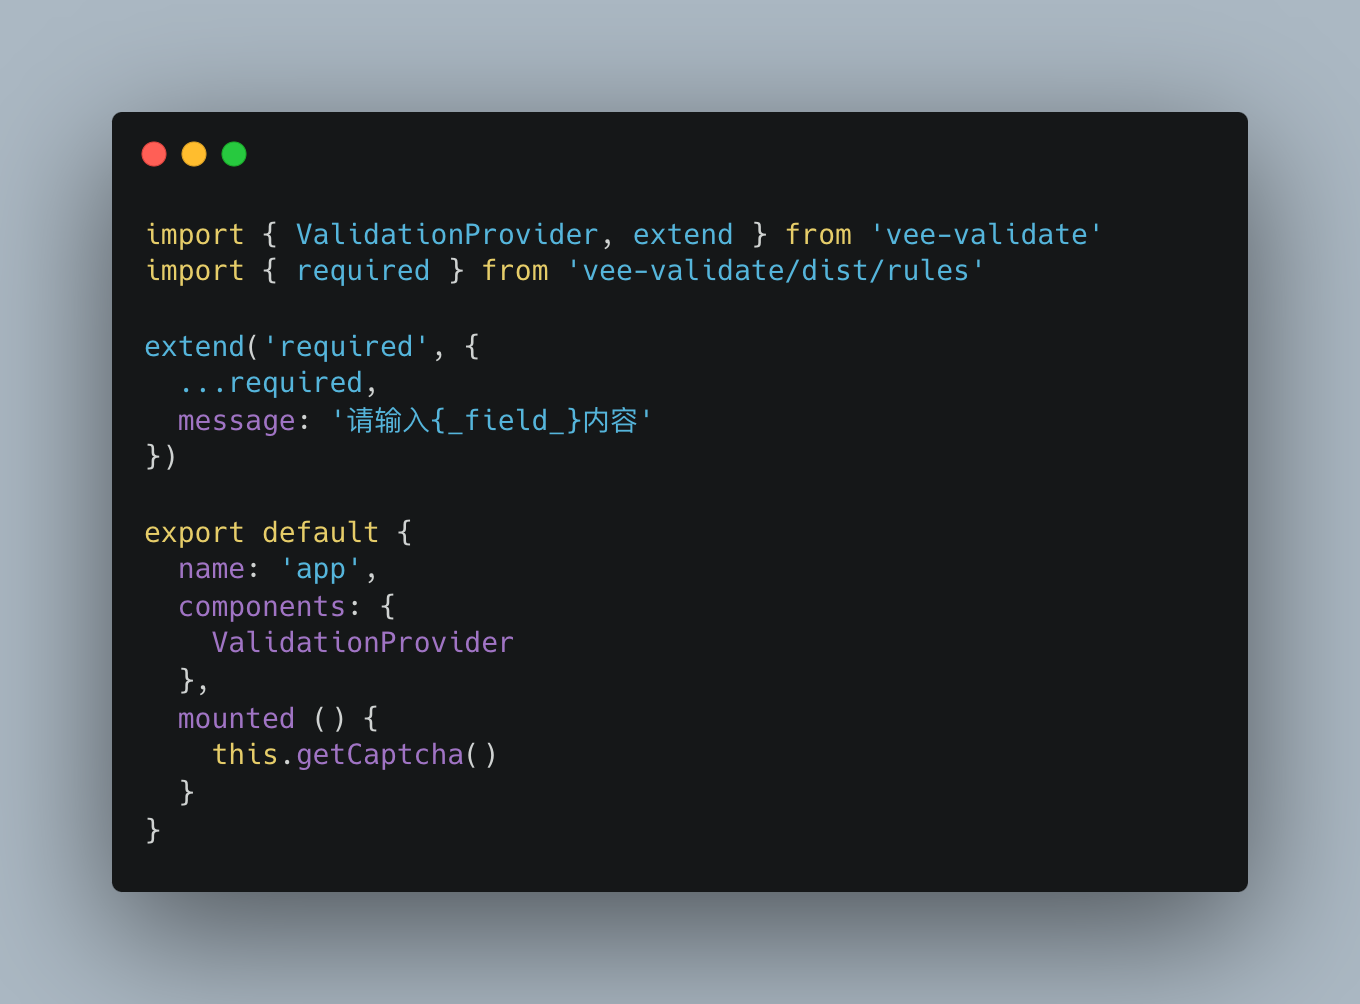 import { ValidationProvider, extend } from 'vee-validate'
import { required } from 'vee-validate/dist/rules'
extend('required', {
  ...required,
  message: '请输入{_field_}内容'
})
export default {
  name: 'app',
  components: {
    ValidationProvider
  },
  mounted () {
    this.getCaptcha()
  }
}